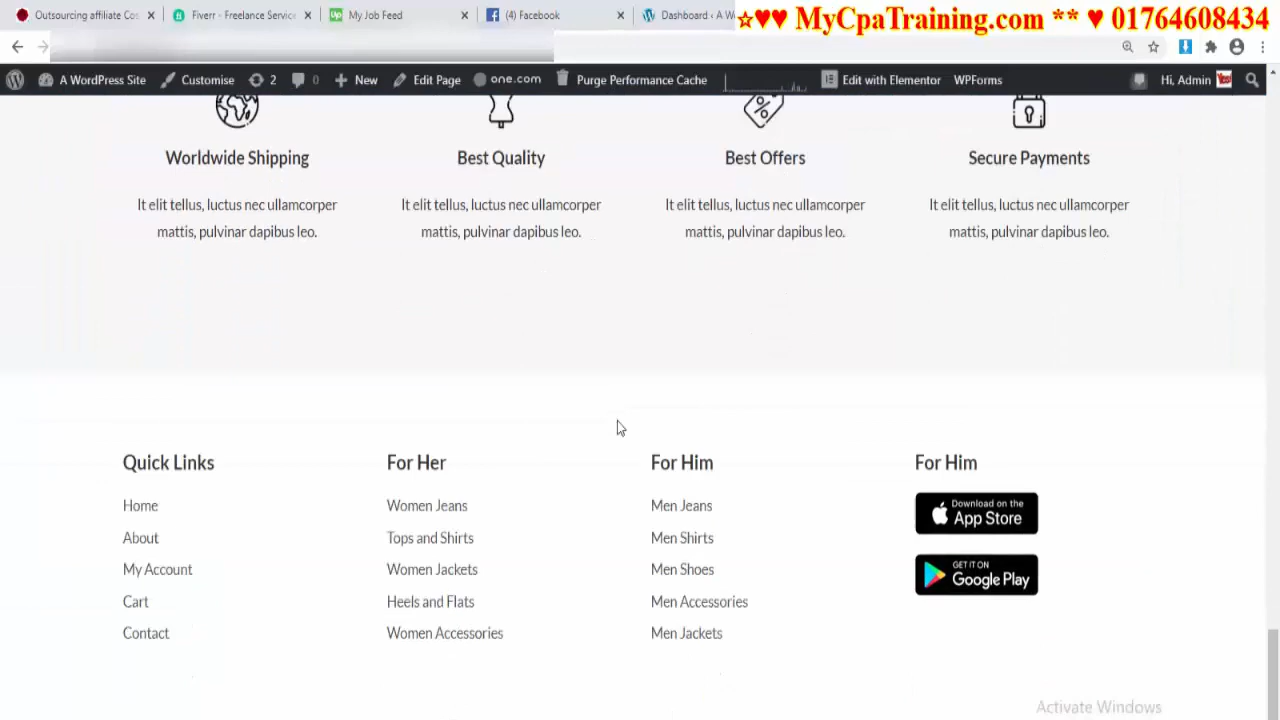 Outsourcing affiliate Cos
Fiverr - Freelance Service
My Job Feed
(4) Facebook
Dashboard ‹ A W
☆♥♥ MyCpaTraining.com ** ♥ 01764608434
A WordPress Site
Customise
2
0
New
Edit Page
one.com
Purge Performance Cache
Edit with Elementor
WPForms
Hi, Admin
Worldwide Shipping
It elit tellus, luctus nec ullamcorper
mattis, pulvinar dapibus leo.
Best Quality
It elit tellus, luctus nec ullamcorper
mattis, pulvinar dapibus leo.
Best Offers
It elit tellus, luctus nec ullamcorper
mattis, pulvinar dapibus leo.
Secure Payments
It elit tellus, luctus nec ullamcorper
mattis, pulvinar dapibus leo.
Quick Links
Home
About
My Account
Cart
Contact
For Her
Women Jeans
Tops and Shirts
Women Jackets
Heels and Flats
Women Accessories
For Him
Men Jeans
Men Shirts
Men Shoes
Men Accessories
Men Jackets
For Him
Download on the
App Store
GET IT ON
Google Play
Activate Windows